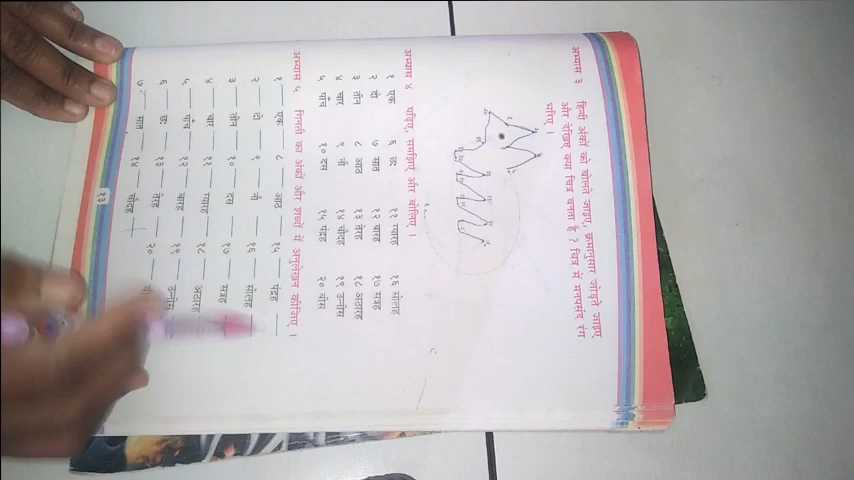 अभ्यास ३ हिन्दी अंकों को बोलते जाइए, क्रमानुसार जोड़ते जाइए
और देखिए क्या चित्र बनता है ? चित्र में मनपसंद रंग
भरिए ।
अभ्यास ४ पढ़िए, समझिए और बोलिए ।
१ एक ६ छः ११ ग्यारह १६ सोलह
२ दो ७ सात १२ बारह १७ सत्रह
३ तीन ८ आठ १३ तेरह १८ अठारह
४ चार ९ नौ १४ चौदह १९ उन्नीस
५ पांच १० दस १५ पंद्रह २० बीस
अभ्यास ५ गिनती का अंकों और शब्दों में अनुलेखन कीजिए ।
१ एक ८ आठ १५ पंद्रह
२ दो ९ नौ १६ सोलह
३ तीन १० दस १७ सत्रह
४ चार ११ ग्यारह १८ अठारह
५ पांच १२ बारह १९ उन्नीस
६ छः १३ तेरह २०
७ सात १४ चौदह
१३